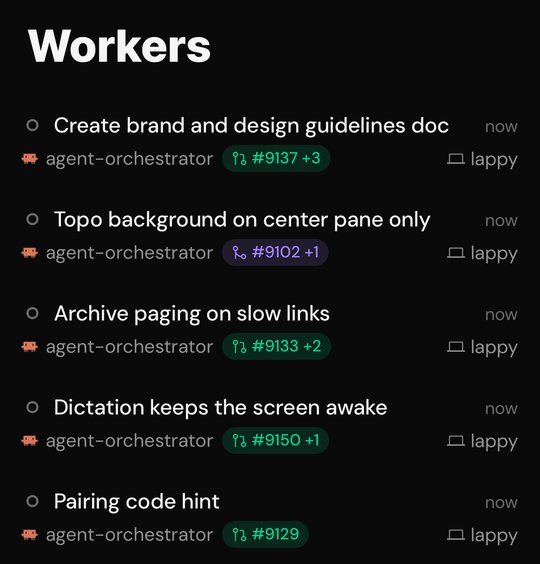 Workers
Create brand and design guidelines doc now
agent-orchestrator #9137 +3 lappy
Topo background on center pane only now
agent-orchestrator #9102 +1 lappy
Archive paging on slow links now
agent-orchestrator #9133 +2 lappy
Dictation keeps the screen awake now
agent-orchestrator #9150 +1 lappy
Pairing code hint now
agent-orchestrator #9129 lappy